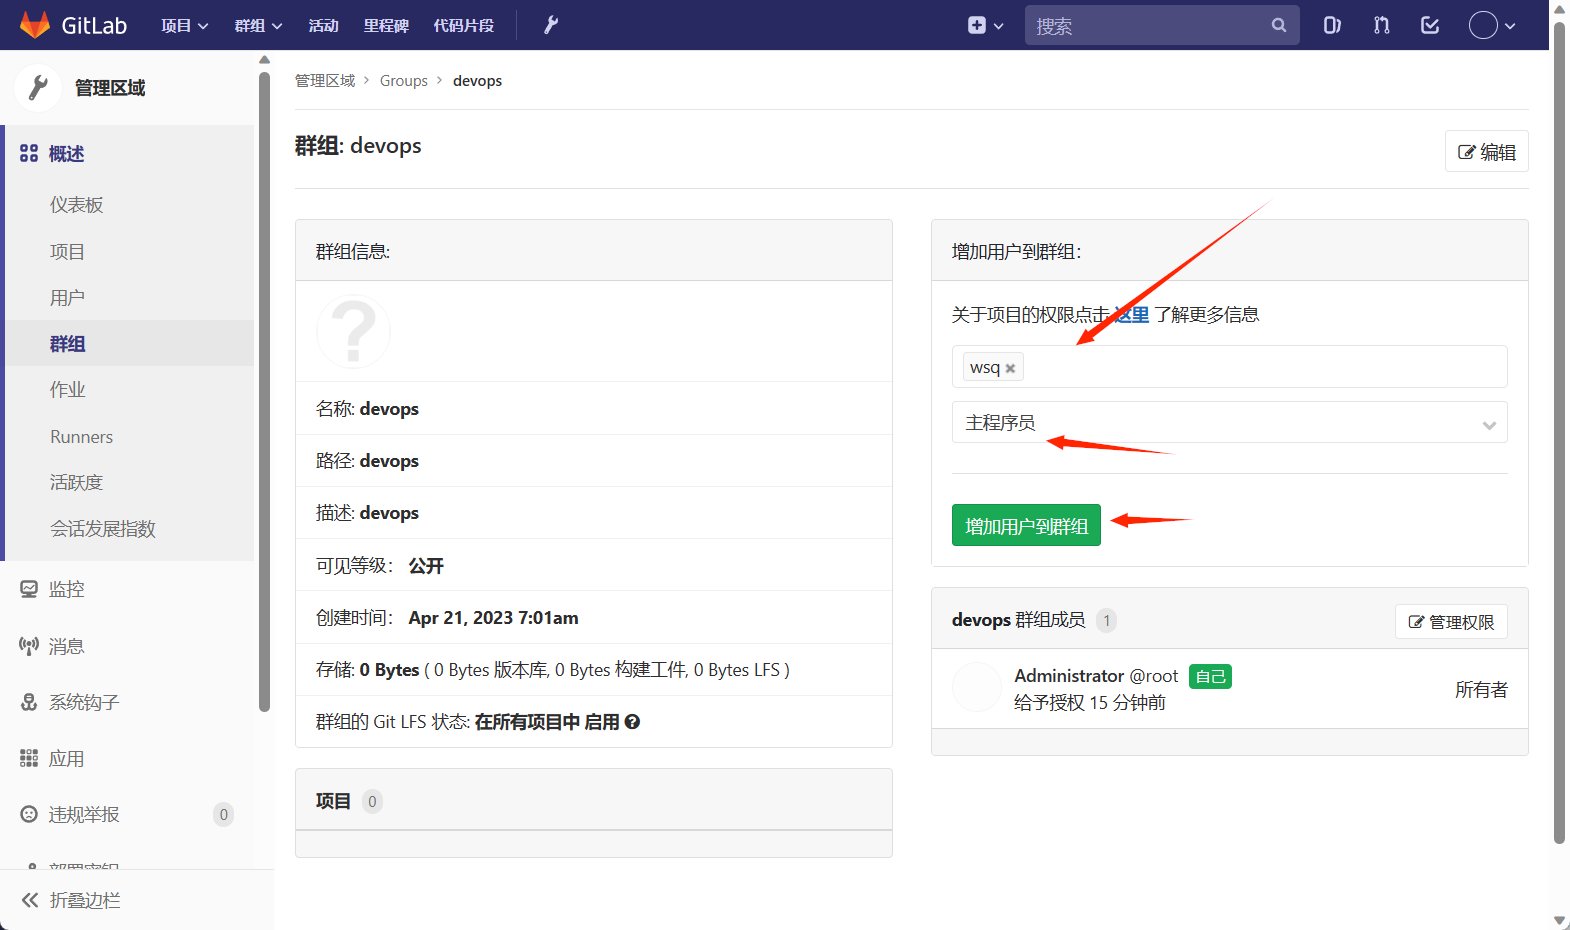 GitLab 项目 群组 活动 里程碑 代码片段 搜索
管理区域
概述
仪表板
项目
用户
群组
作业
Runners
活跃度
会话发展指数
监控
消息
系统钩子
应用
违规举报 0
部署密钥
折叠边栏
管理区域 > Groups > devops
群组: devops
编辑
群组信息:
?
名称: devops
路径: devops
描述: devops
可见等级： 公开
创建时间： Apr 21, 2023 7:01am
存储: 0 Bytes ( 0 Bytes 版本库, 0 Bytes 构建工件, 0 Bytes LFS )
群组的 Git LFS 状态: 在所有项目中 启用
项目 0
增加用户到群组：
关于项目的权限点击 这里 了解更多信息
wsq
主程序员
增加用户到群组
devops 群组成员 1
管理权限
Administrator @root 自己
给予授权 15 分钟前
所有者